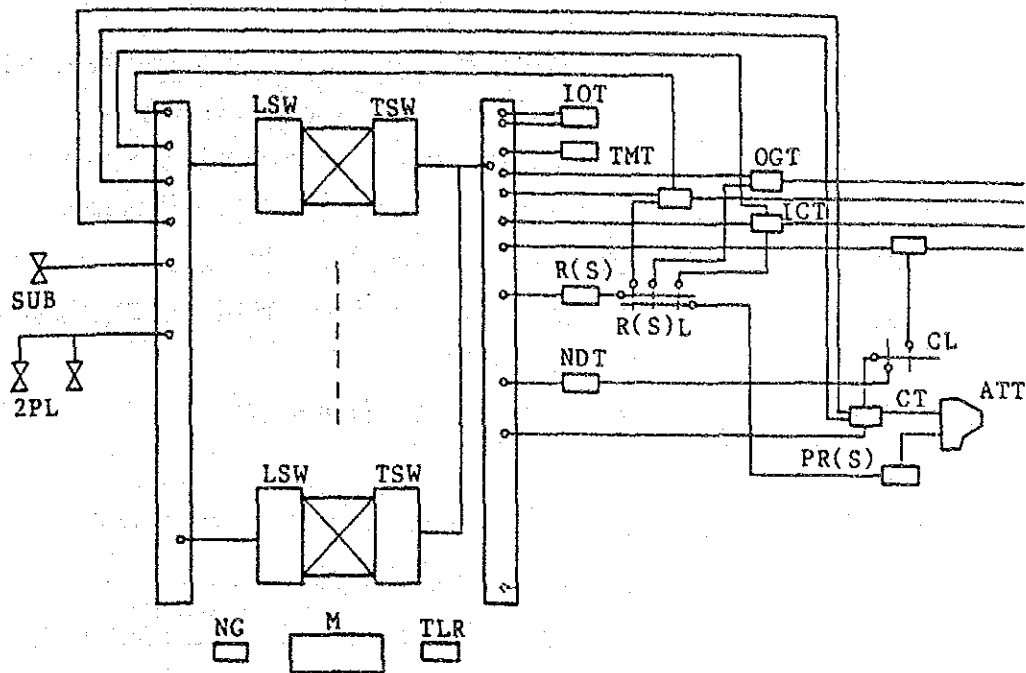 LSW
TSW
IOT
TMT
OGT
ICT
SUB
R(S)
R(S)L
2PL
NDT
CL
CT
ATT
LSW
TSW
PR(S)
NG
M
TLR